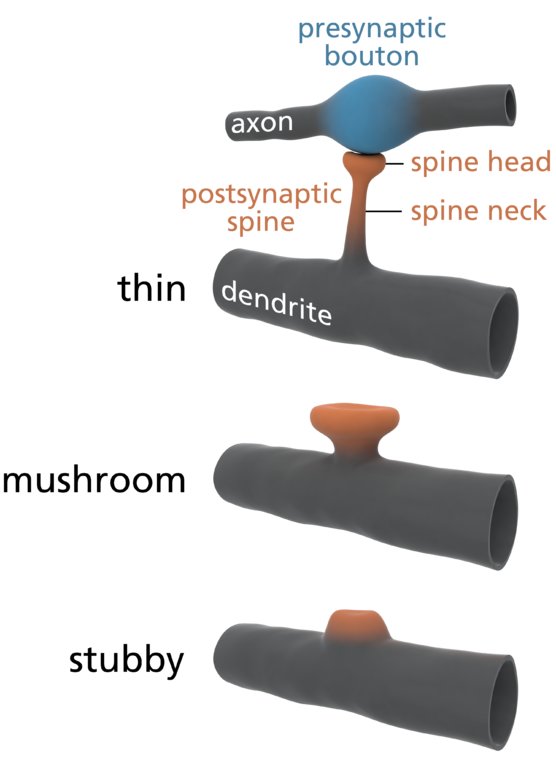 presynaptic
bouton
axon
spine head
postsynaptic
spine
spine neck
thin
dendrite
mushroom
stubby